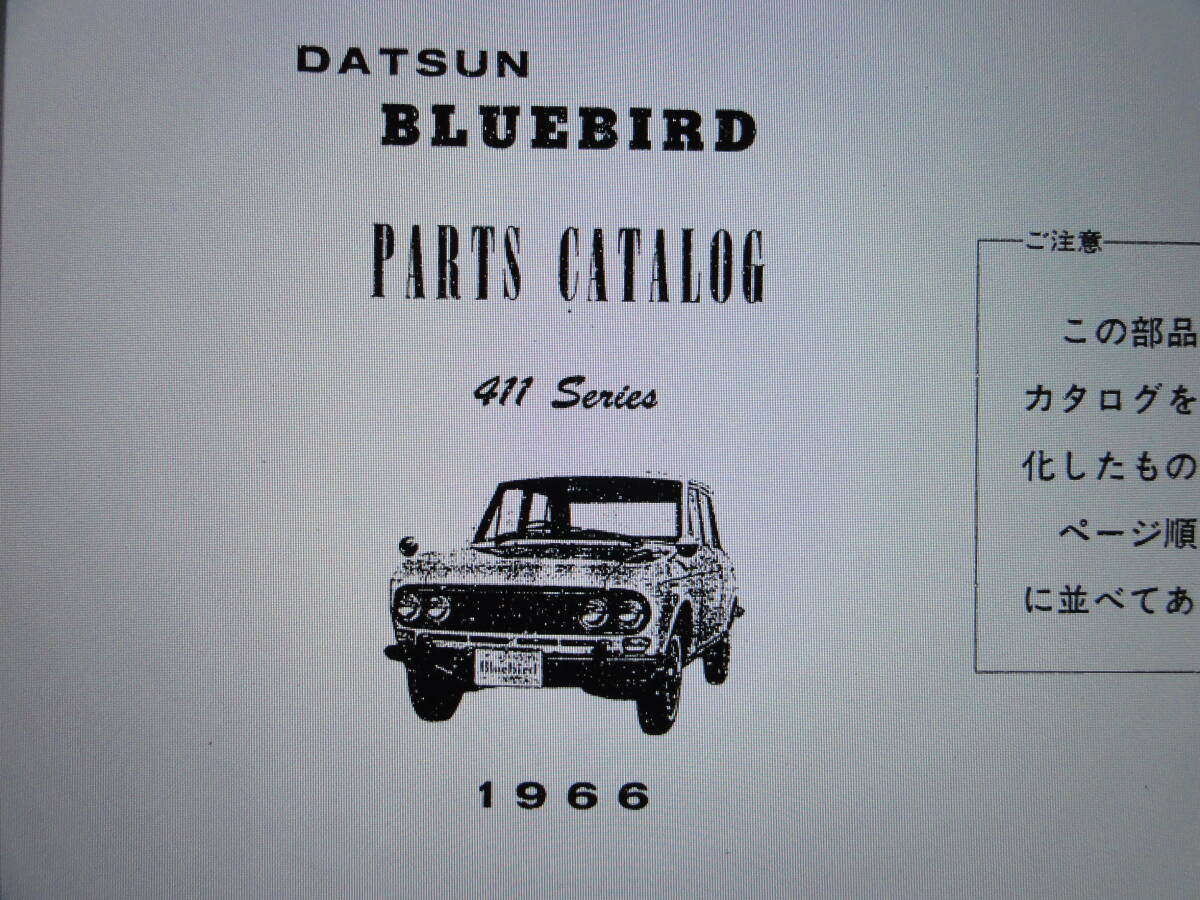 DATSUN
BLUEBIRD
PARTS CATALOG
411 Series
Bluebird
1966
ご注意
この部品
カタログを
化したもの
ページ順
に並べてあ